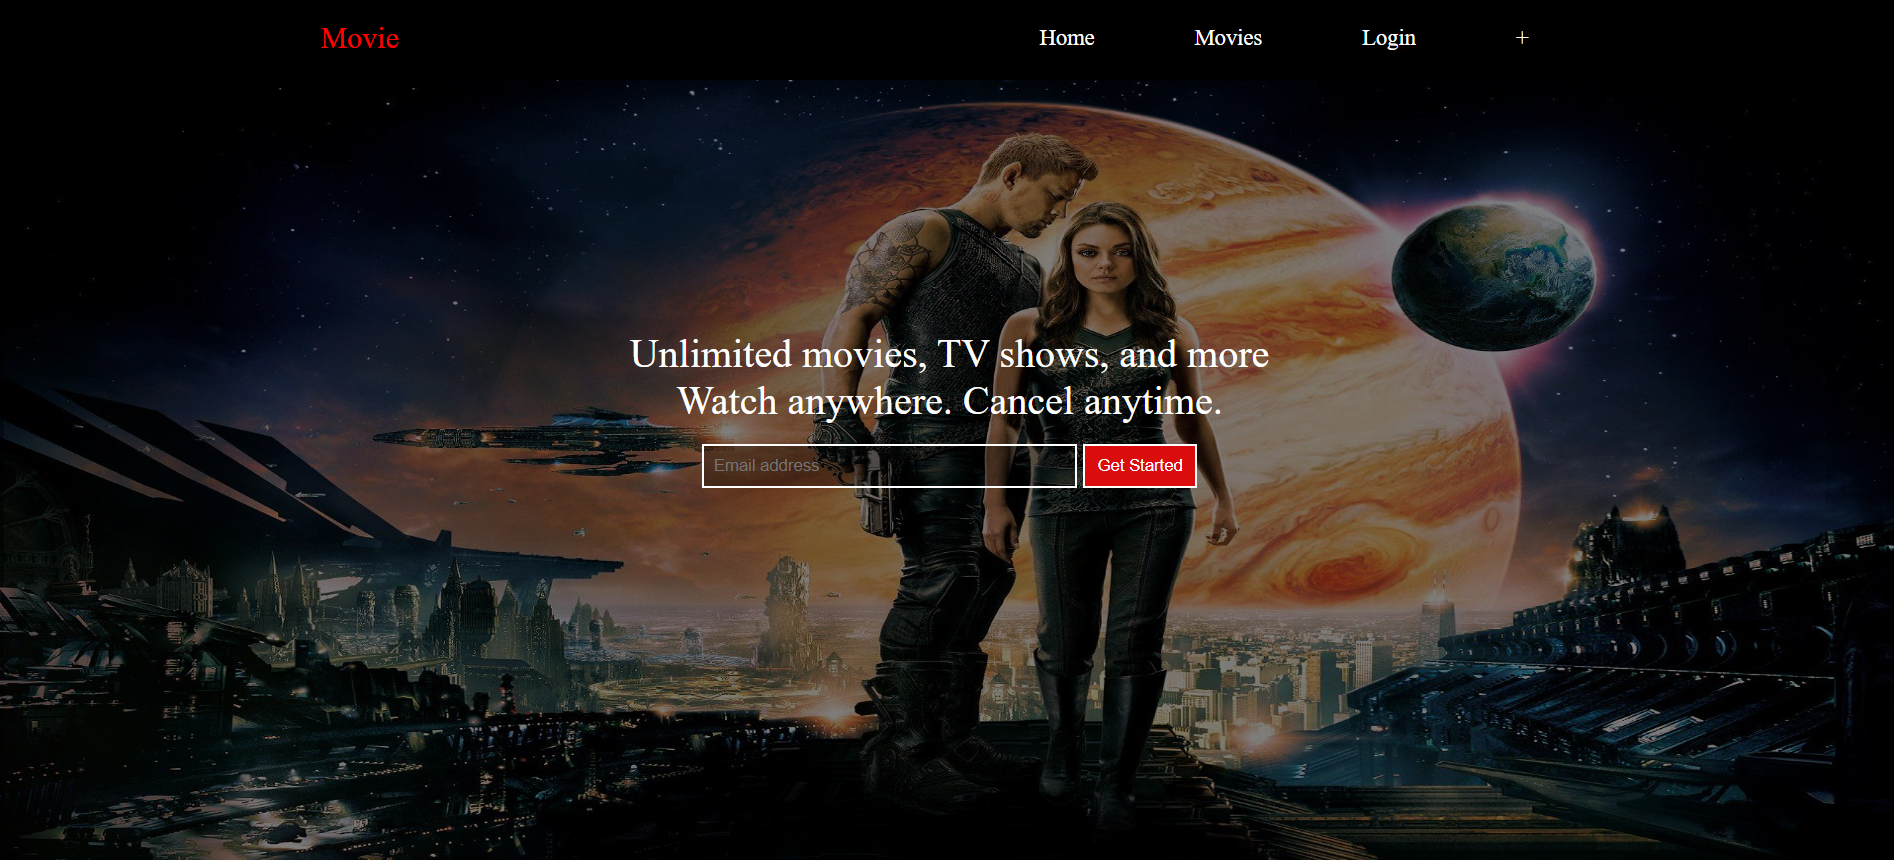 Movie
Home Movies Login +
Unlimited movies, TV shows, and more
Watch anywhere. Cancel anytime.
Email address
Get Started